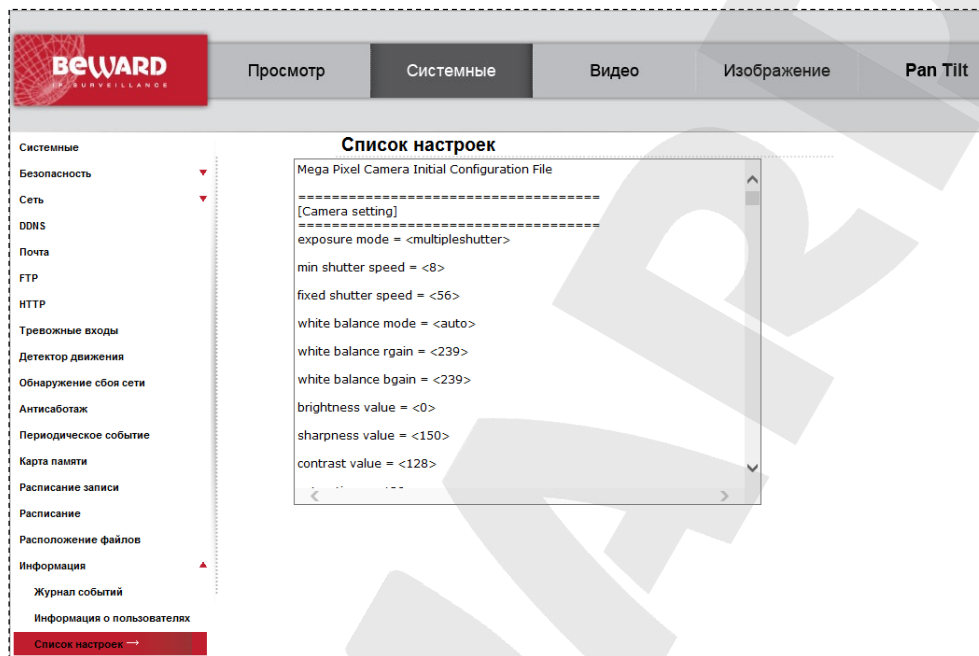 BEWARD
IP SURVEILLANCE
Просмотр
Системные
Видео
Изображение
Pan Tilt
Системные
Безопасность
Сеть
DDNS
Почта
FTP
HTTP
Тревожные входы
Детектор движения
Обнаружение сбоя сети
Антисаботаж
Периодическое событие
Карта памяти
Расписание записи
Расписание
Расположение файлов
Информация
Журнал событий
Информация о пользователях
Список настроек →
Список настроек
Mega Pixel Camera Initial Configuration File
====================================
[Camera setting]
====================================
exposure mode = <multipleshutter>
min shutter speed = <8>
fixed shutter speed = <56>
white balance mode = <auto>
white balance rgain = <239>
white balance bgain = <239>
brightness value = <0>
sharpness value = <150>
contrast value = <128>